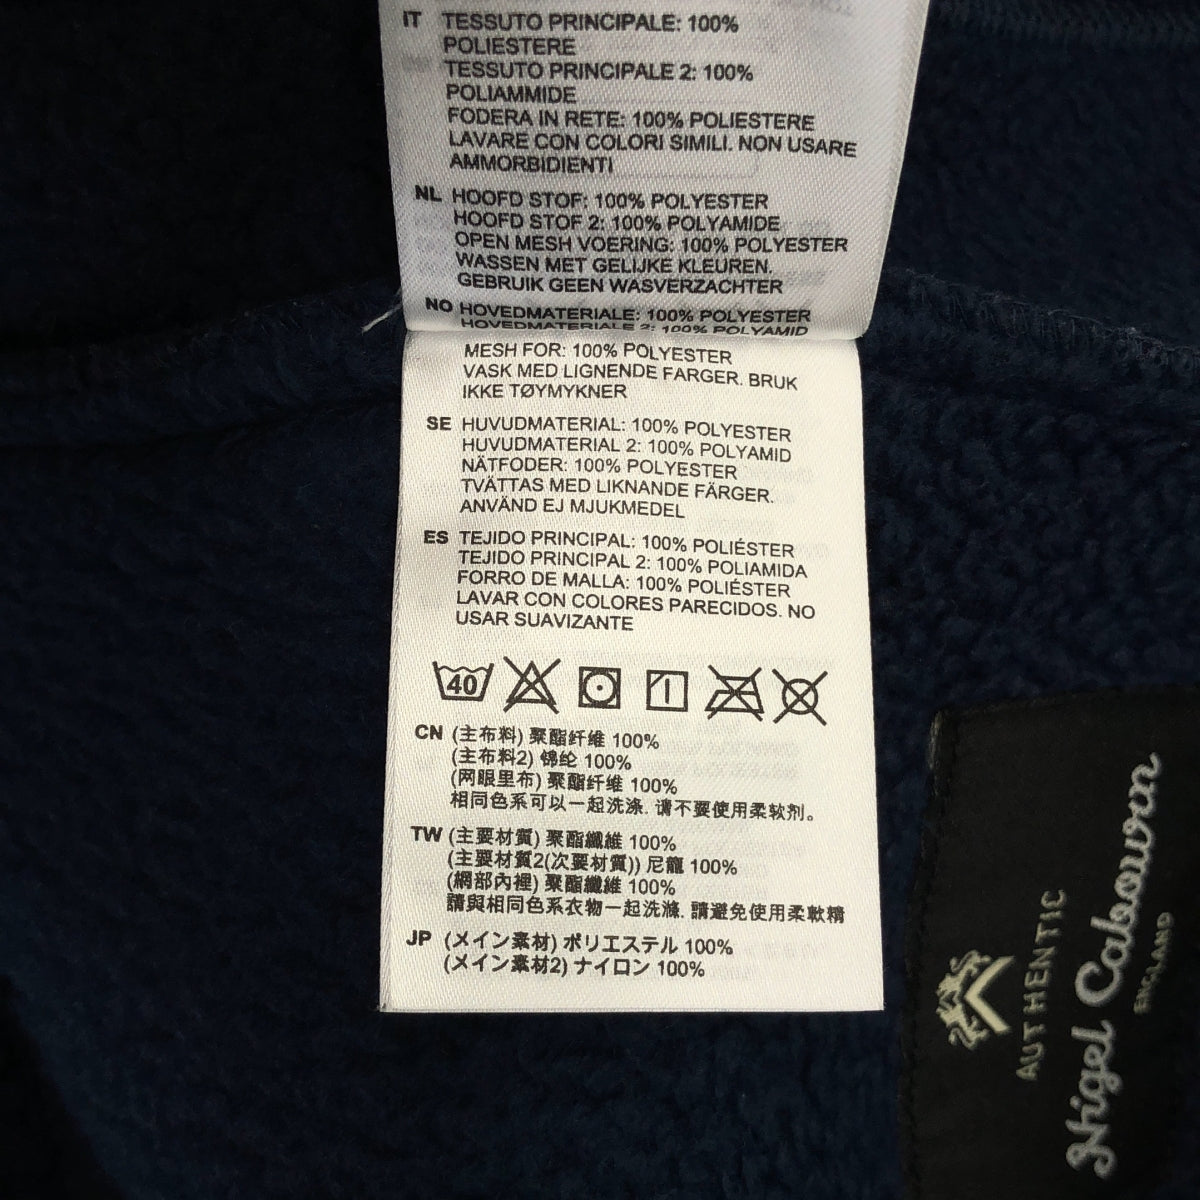 IT TESSUTO PRINCIPALE: 100%
POLIESTERE
TESSUTO PRINCIPALE 2: 100%
POLIAMMIDE
FODERA IN RETE: 100% POLIESTERE
LAVARE CON COLORI SIMILI. NON USARE
AMMORBIDIENTI
NL HOOFD STOF: 100% POLYESTER
HOOFD STOF 2: 100% POLYAMIDE
OPEN MESH VOERING: 100% POLYESTER
WASSEN MET GELIJKE KLEUREN.
GEBRUIK GEEN WASVERZACHTER
NO HOVEDMATERIALE: 100% POLYESTER
HOVEDMATERIALE 2: 100% POLYAMID
MESH FOR: 100% POLYESTER
VASK MED LIGNENDE FARGER. BRUK
IKKE TØYMYKNER
SE HUVUDMATERIAL: 100% POLYESTER
HUVUDMATERIAL 2: 100% POLYAMID
NÄTFODER: 100% POLYESTER
TVÄTTAS MED LIKNANDE FÄRGER.
ANVÄND EJ MJUKMEDEL
ES TEJIDO PRINCIPAL: 100% POLIÉSTER
TEJIDO PRINCIPAL 2: 100% POLIAMIDA
FORRO DE MALLA: 100% POLIÉSTER
LAVAR CON COLORES PARECIDOS. NO
USAR SUAVIZANTE
40
CN (主布料) 聚酯纤维 100%
(主布料2) 锦纶 100%
(网眼里布) 聚酯纤维 100%
相同色系可以一起洗涤. 请不要使用柔软剂。
TW (主要材質) 聚酯纖維 100%
(主要材質2(次要材質)) 尼龍 100%
(網部內裡) 聚酯纖維 100%
請與相同色系衣物一起洗滌. 請避免使用柔軟精
JP (メイン素材) ポリエステル 100%
(メイン素材2) ナイロン 100%
AUTHENTIC
Nigel Cabourn
ENGLAND